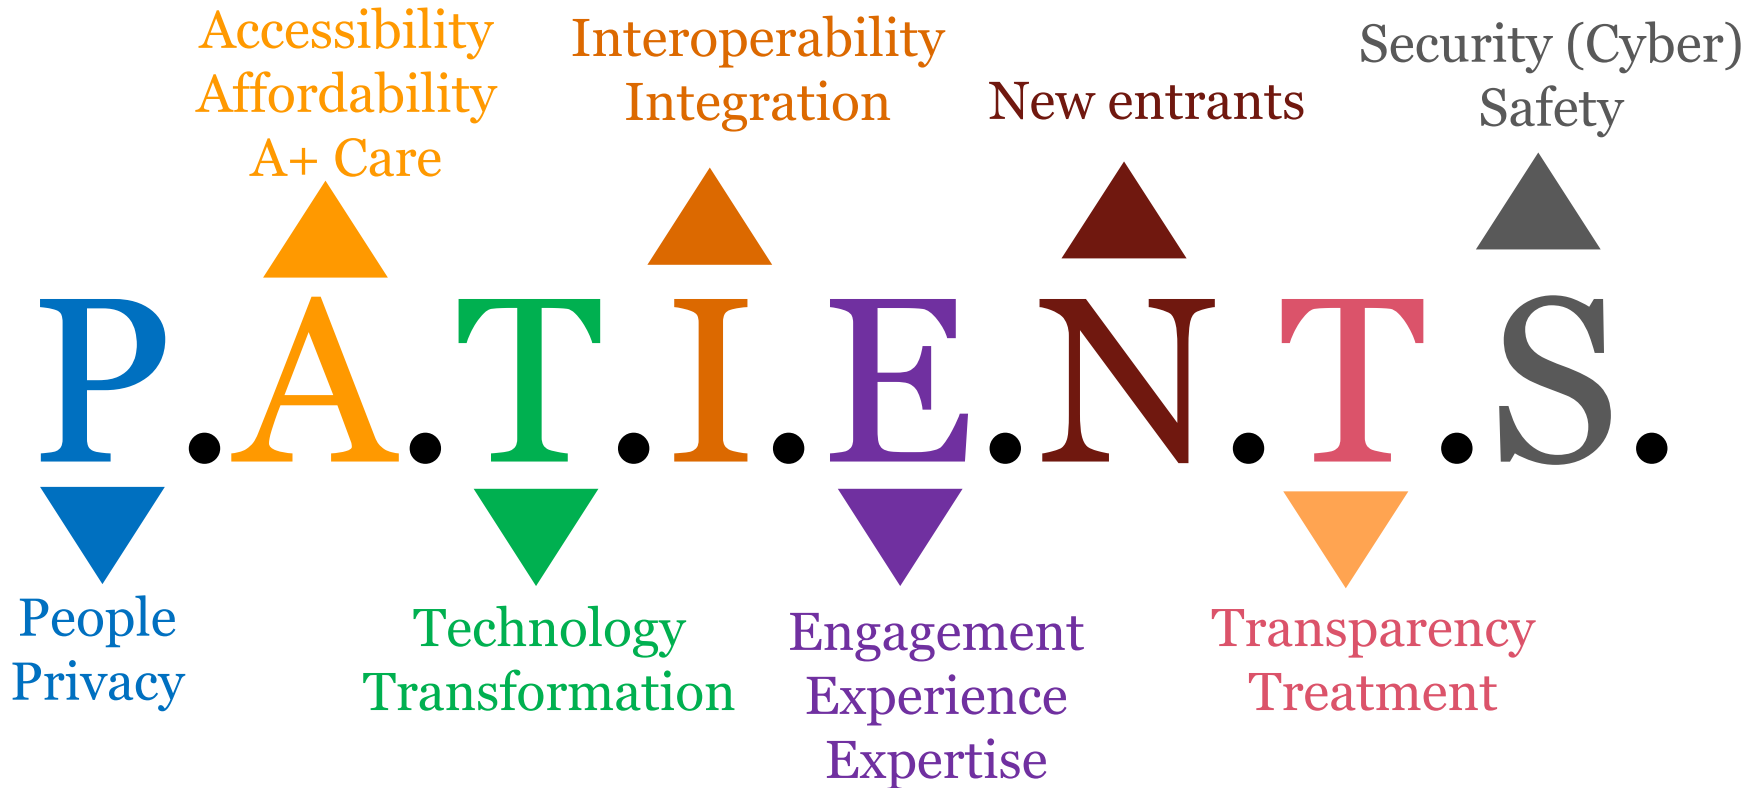 Accessibility
Affordability
A+ Care
Interoperability
Integration
New entrants
Security (Cyber)
Safety
P.A.T.I.E.N.T.S.
People
Privacy
Technology
Transformation
Engagement
Experience
Expertise
Transparency
Treatment